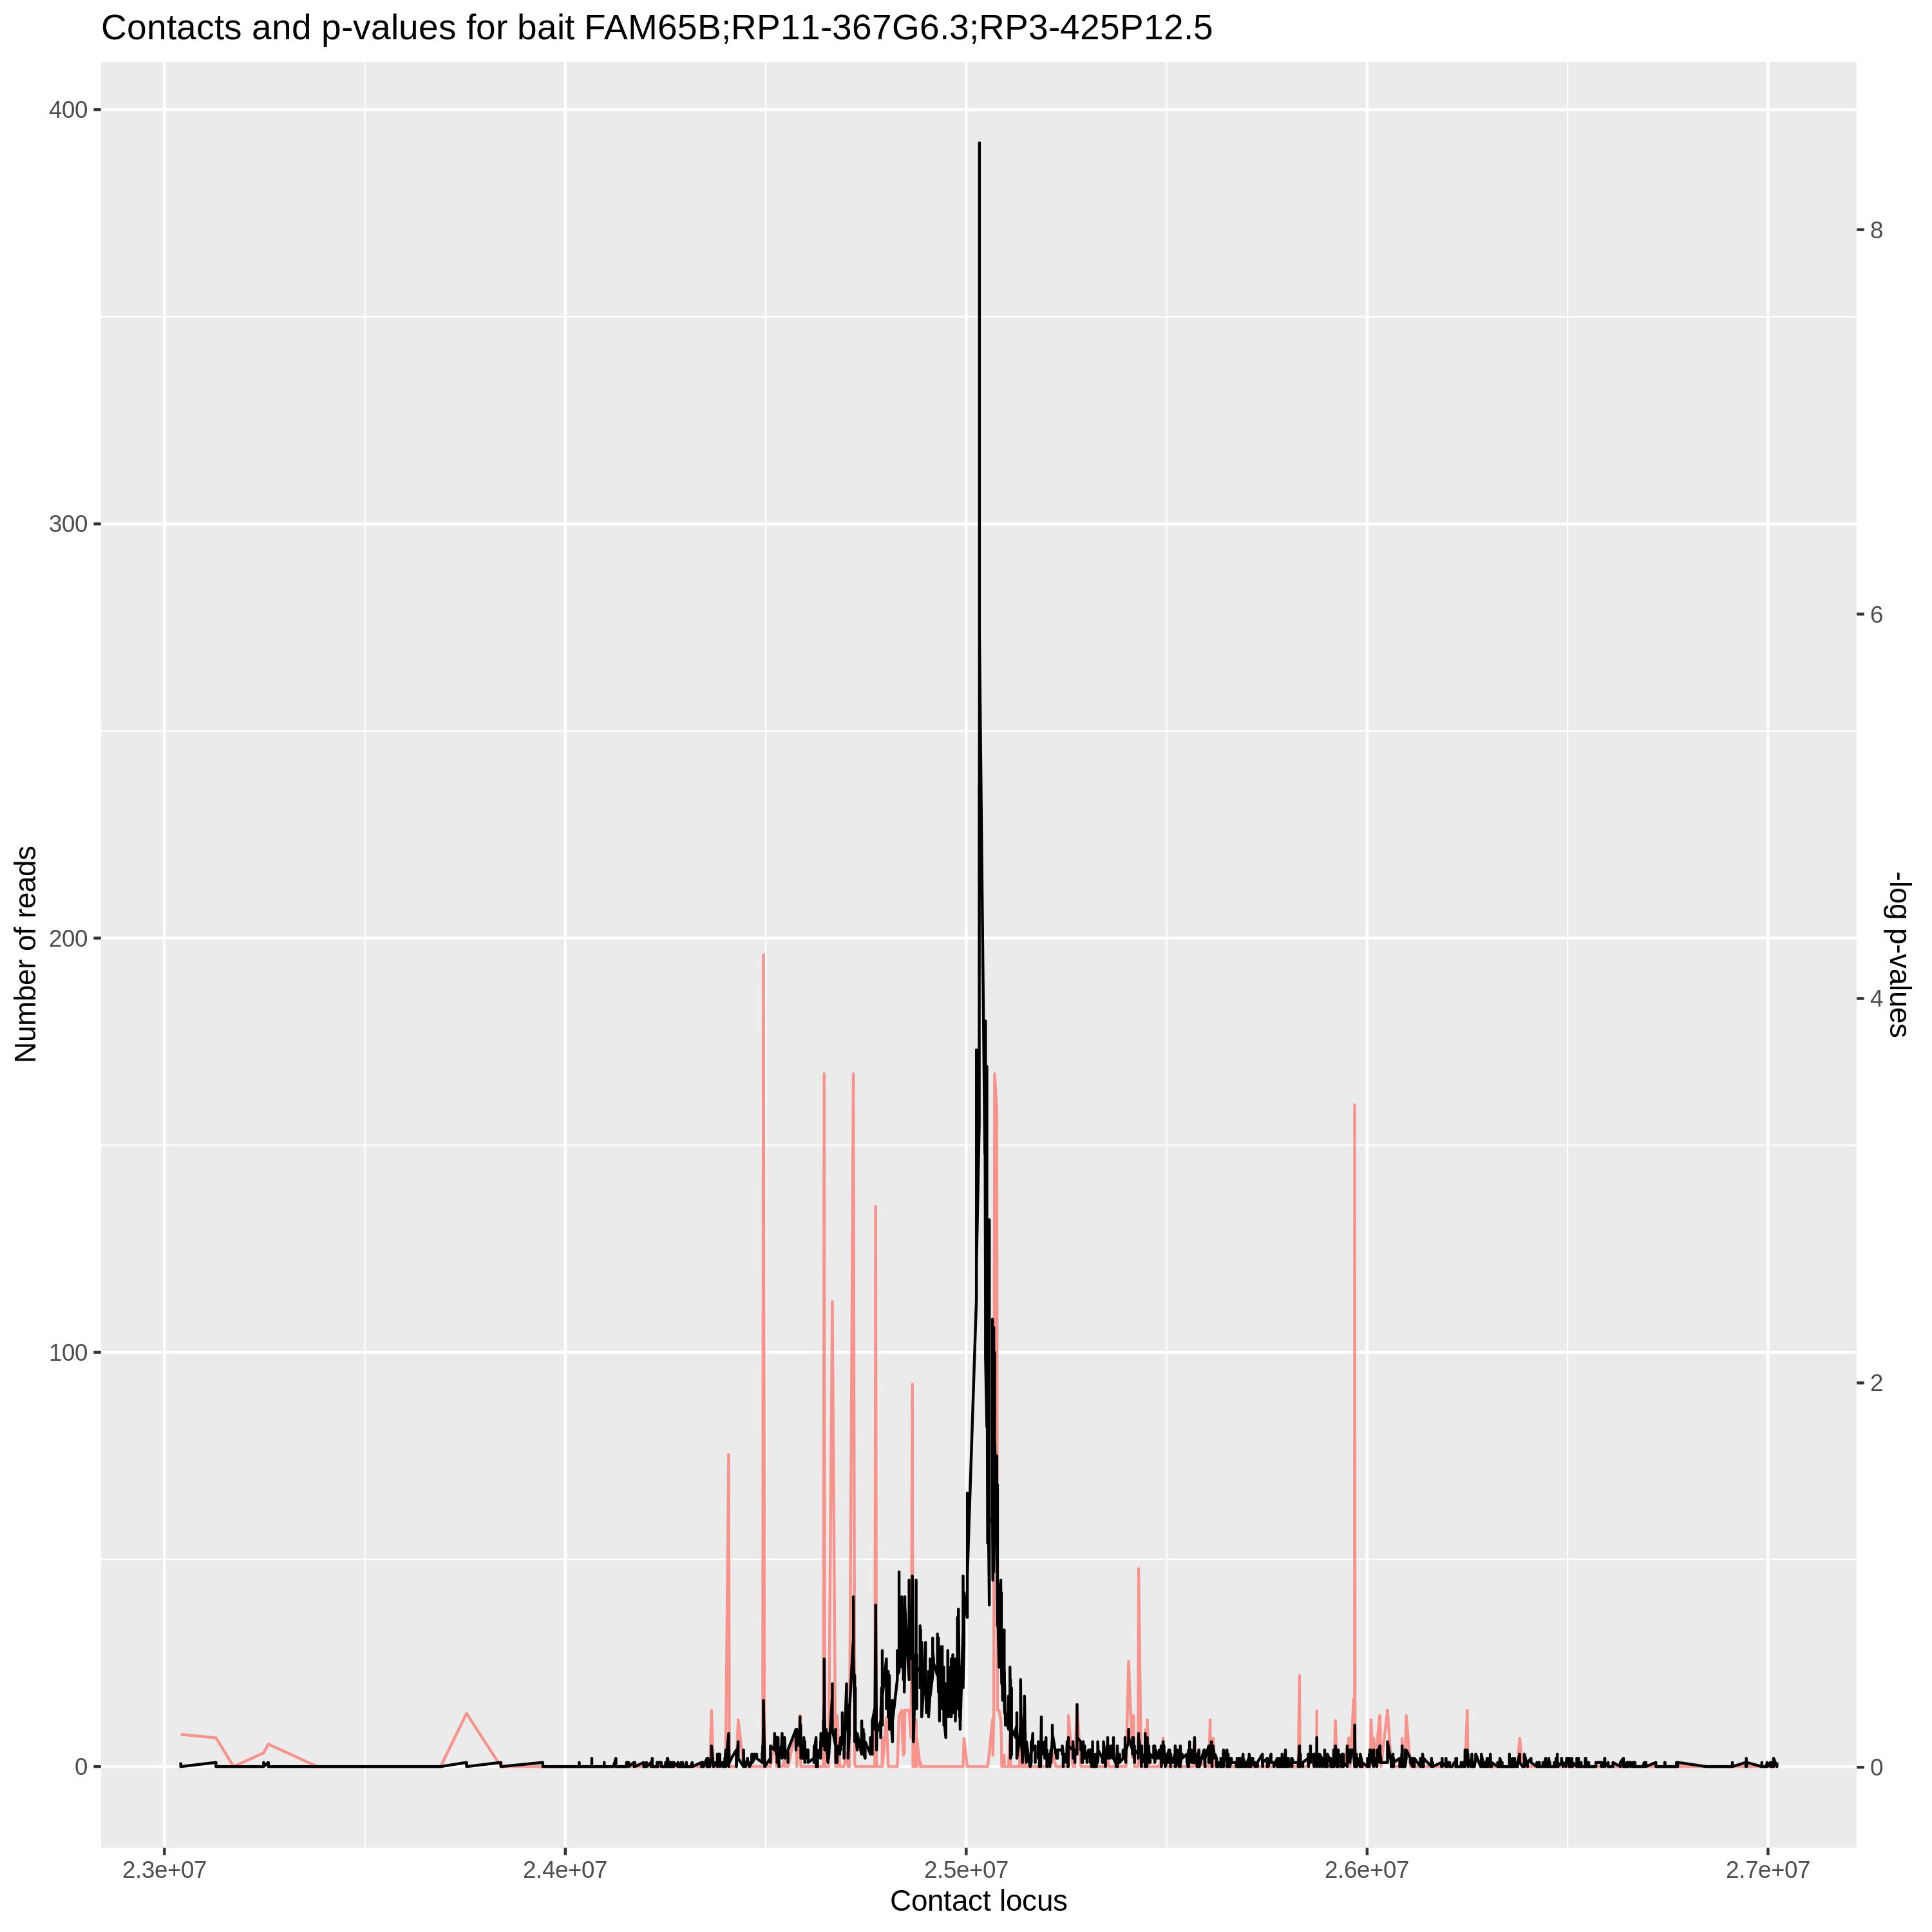 Contacts and p-values for bait FAM65B;RP11-367G6.3;RP3-425P12.5
400
300
200
100
0
Number of reads
8
6
4
2
0
-log p-values
2.3e+07 2.4e+07 2.5e+07 2.6e+07 2.7e+07
Contact locus